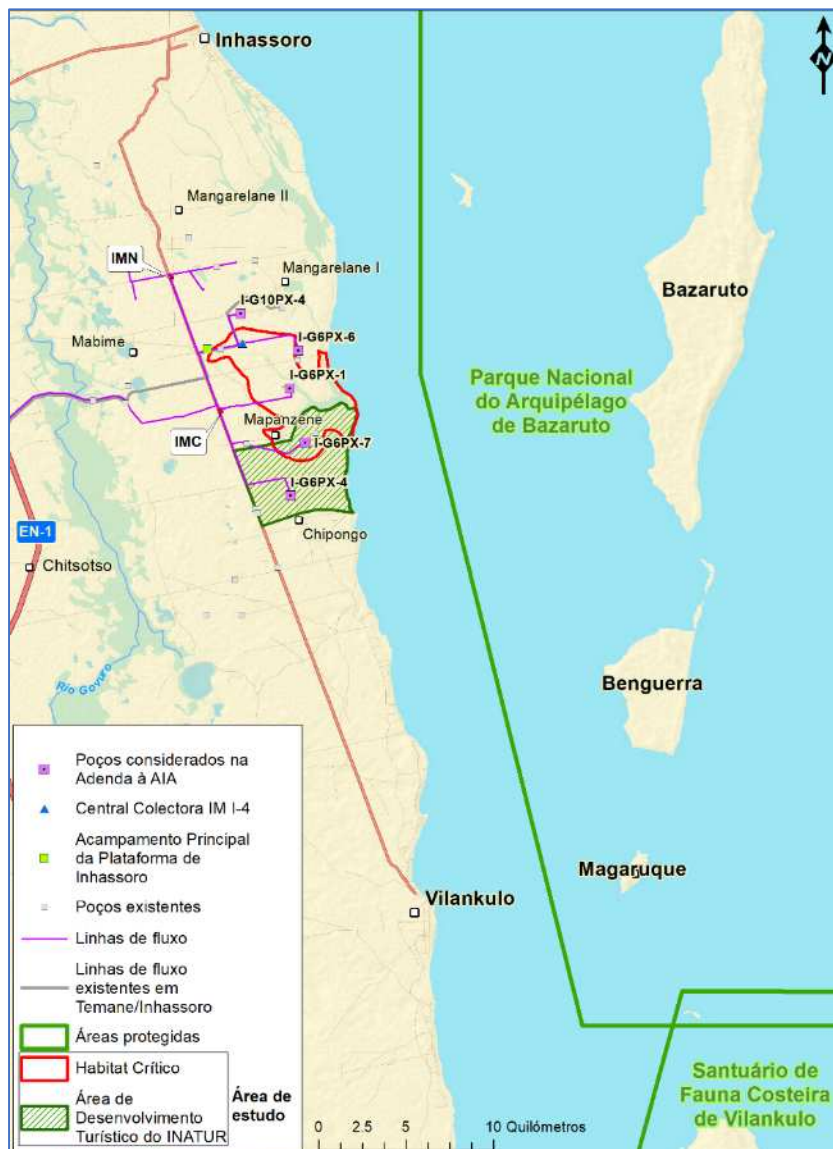 N
Inhassoro
Mangarelane II
IMN
Mangarelane I
Bazaruto
I-G10PX-4
I-G6PX-6
Mabime
Parque Nacional
do Arquipélago
de Bazaruto
I-G6PX-1
IMC
Mapanzene
I-G6PX-7
I-G6PX-4
EN-1
Chipongo
Chitsotso
Rio Govuro
Benguerra
Magaruque
Vilankulo
Poços considerados na
Adenda à AIA
Central Colectora IM I-4
Acampamento Principal
da Plataforma de
Inhassoro
Poços existentes
Linhas de fluxo
Linhas de fluxo
existentes em
Temane/Inhassoro
Áreas protegidas
Habitat Crítico
Área de
Desenvolvimento
Turístico do INATUR
Área de
estudo
0 2.5 5 10 Quilómetros
Santuário de
Fauna Costeira
de Vilankulo